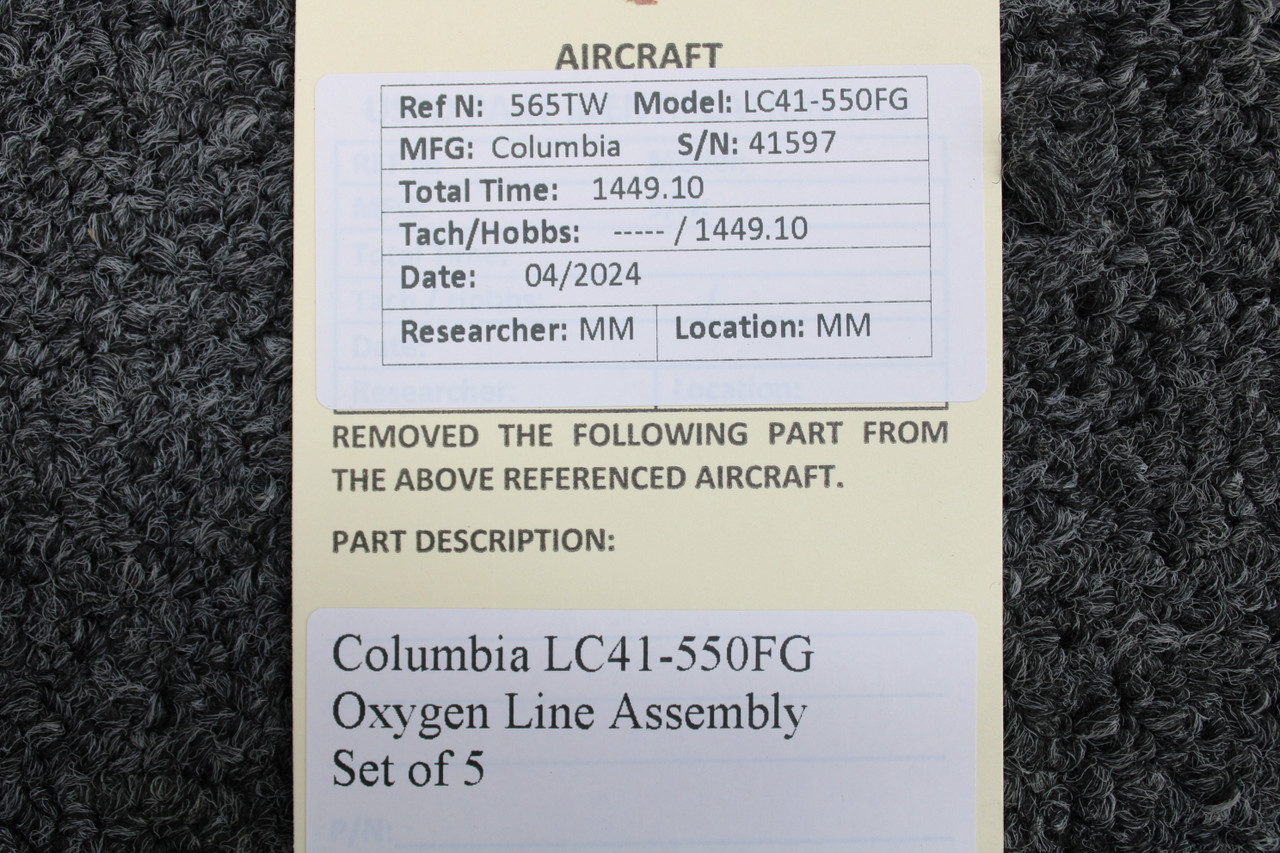 AIRCRAFT
Ref N: 565TW Model: LC41-550FG
MFG: Columbia S/N: 41597
Total Time: 1449.10
Tach/Hobbs: ----- / 1449.10
Date: 04/2024
Researcher: MM Location: MM
Researcher: Location:
REMOVED THE FOLLOWING PART FROM
THE ABOVE REFERENCED AIRCRAFT.
PART DESCRIPTION:
Columbia LC41-550FG
Oxygen Line Assembly
Set of 5
P/N: